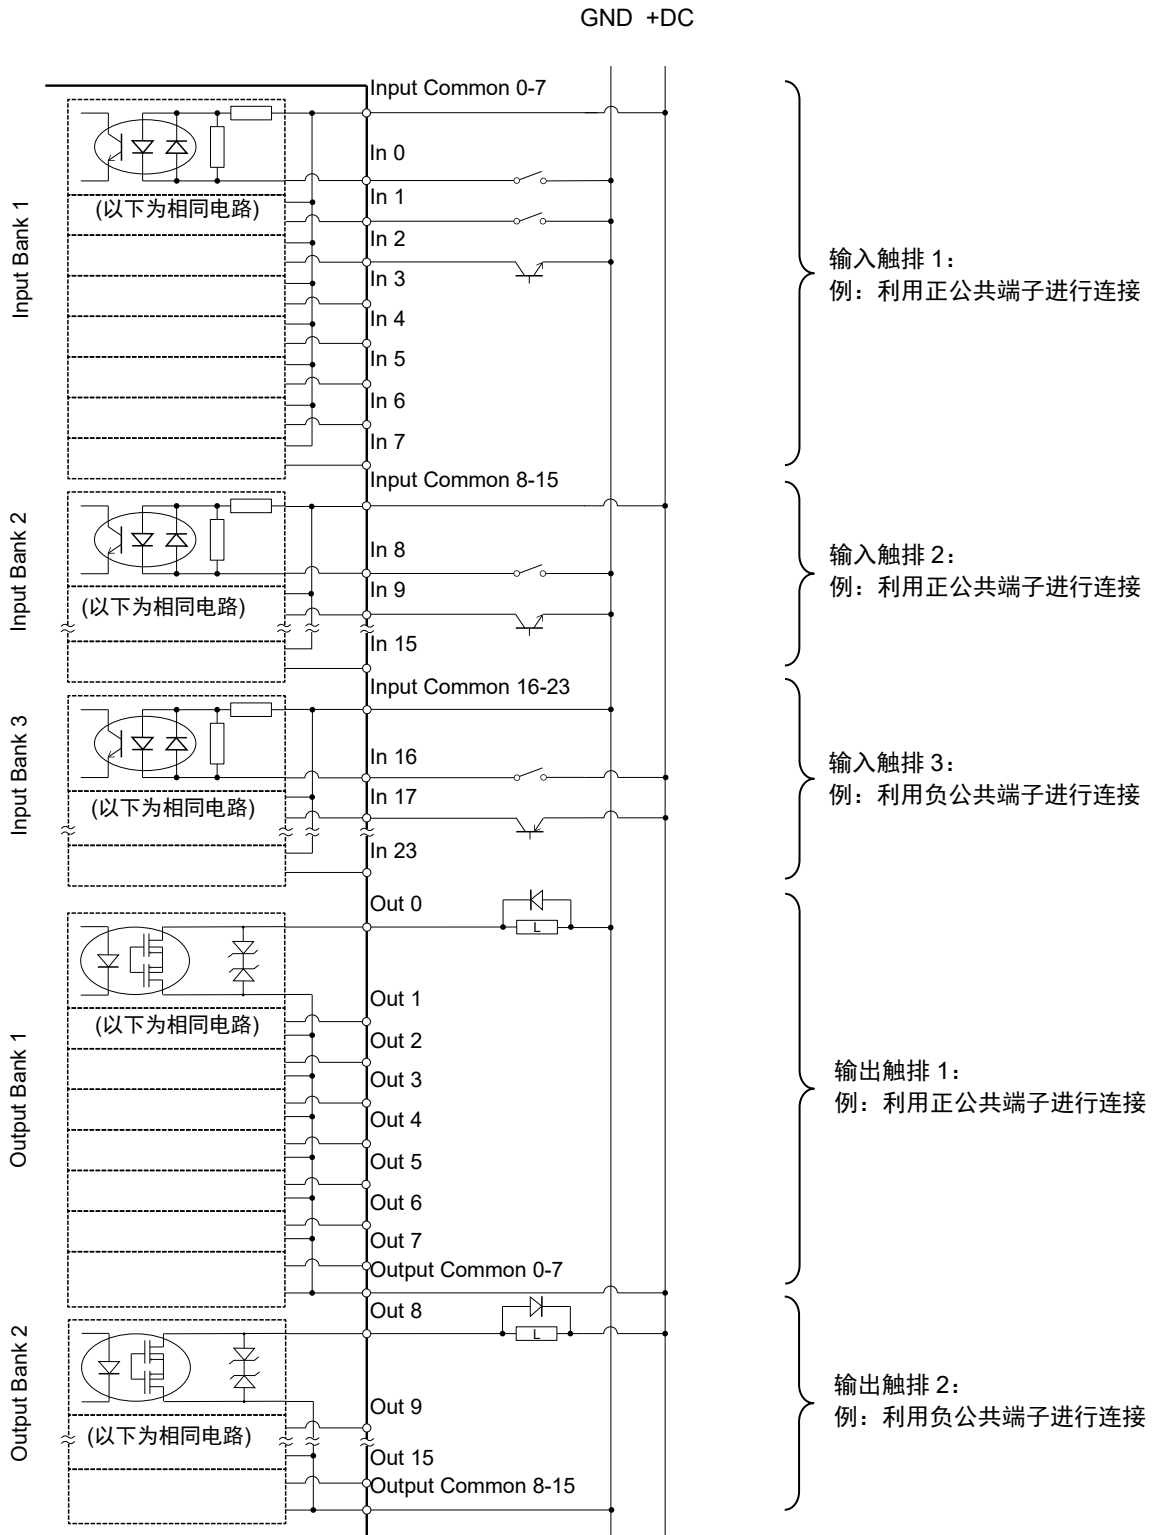 GND +DC
Input Bank 1
Input Common 0-7
In 0
In 1
(以下为相同电路)
In 2
In 3
In 4
In 5
In 6
In 7
输入触排 1：
例：利用正公共端子进行连接
Input Bank 2
Input Common 8-15
In 8
In 9
(以下为相同电路)
In 15
输入触排 2：
例：利用正公共端子进行连接
Input Bank 3
Input Common 16-23
In 16
In 17
(以下为相同电路)
In 23
输入触排 3：
例：利用负公共端子进行连接
Output Bank 1
Out 0
L
Out 1
(以下为相同电路)
Out 2
Out 3
Out 4
Out 5
Out 6
Out 7
Output Common 0-7
输出触排 1：
例：利用正公共端子进行连接
Output Bank 2
Out 8
L
Out 9
(以下为相同电路)
Out 15
Output Common 8-15
输出触排 2：
例：利用负公共端子进行连接